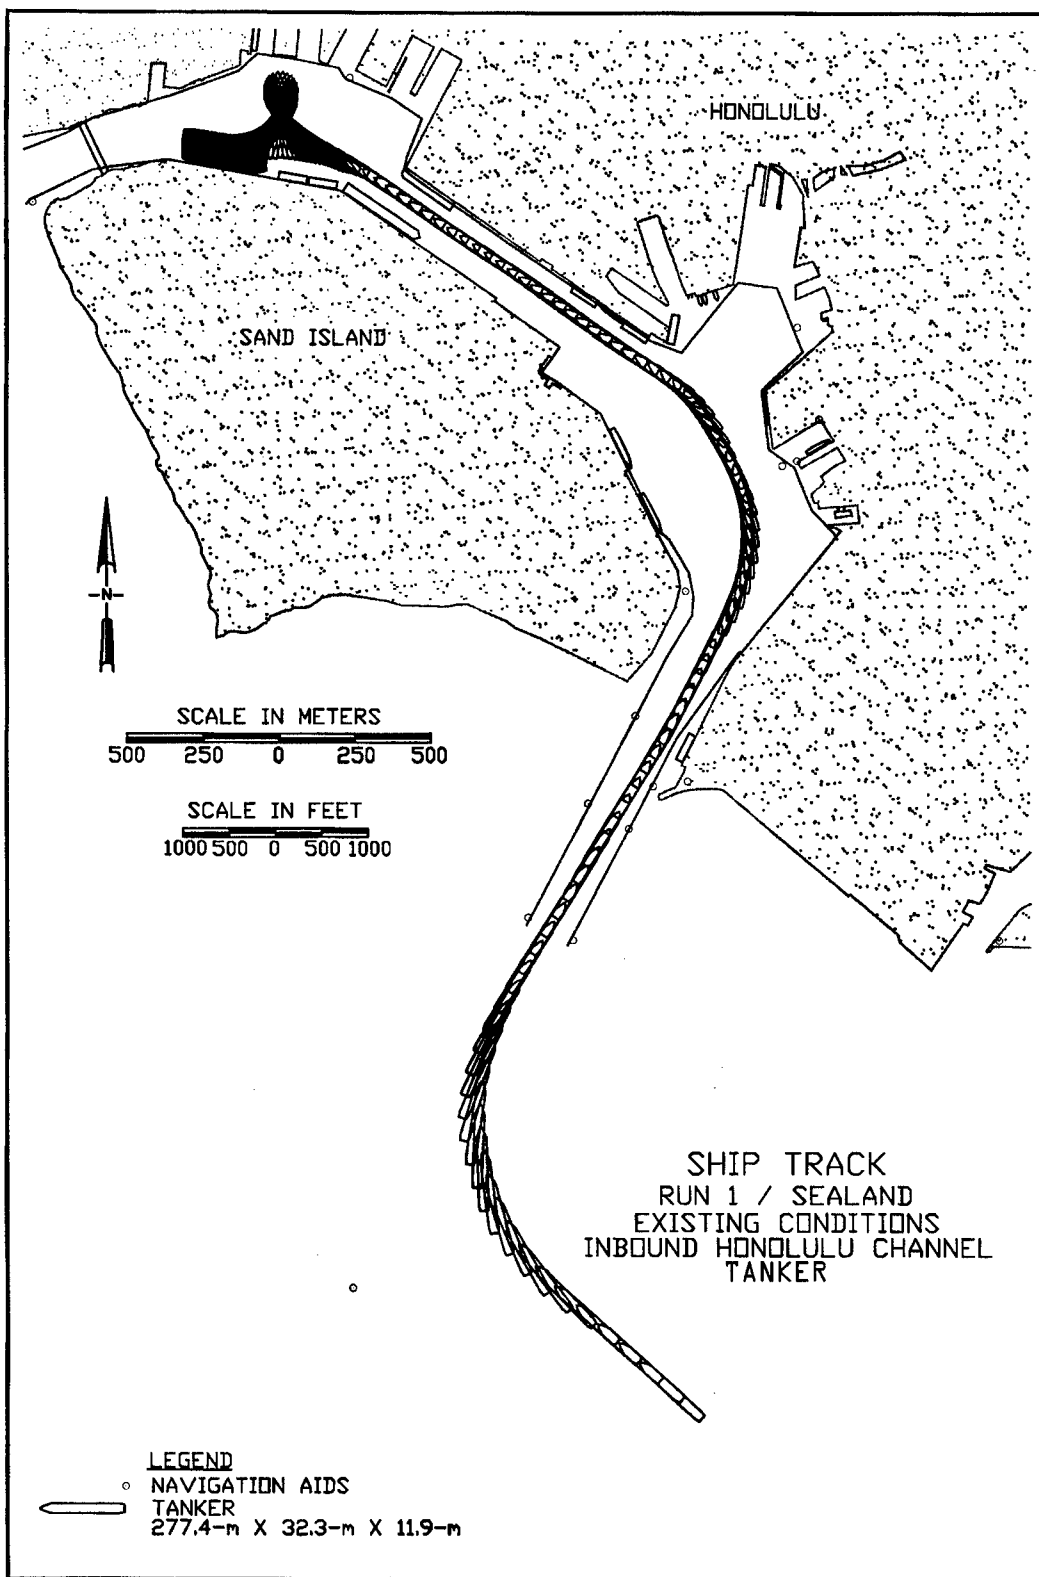 HONOLULU
SAND ISLAND
-N-
SCALE IN METERS
500 250 0 250 500
SCALE IN FEET
1000 500 0 500 1000
SHIP TRACK
RUN 1 / SEALAND
EXISTING CONDITIONS
INBOUND HONOLULU CHANNEL
TANKER
LEGEND
NAVIGATION AIDS
TANKER
277.4-m X 32.3-m X 11.9-m